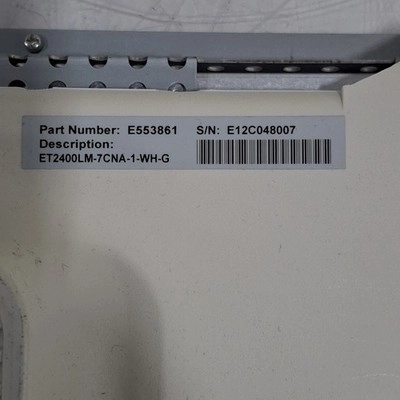 Part Number: E553861 S/N: E12C048007
Description:
ET2400LM-7CNA-1-WH-G